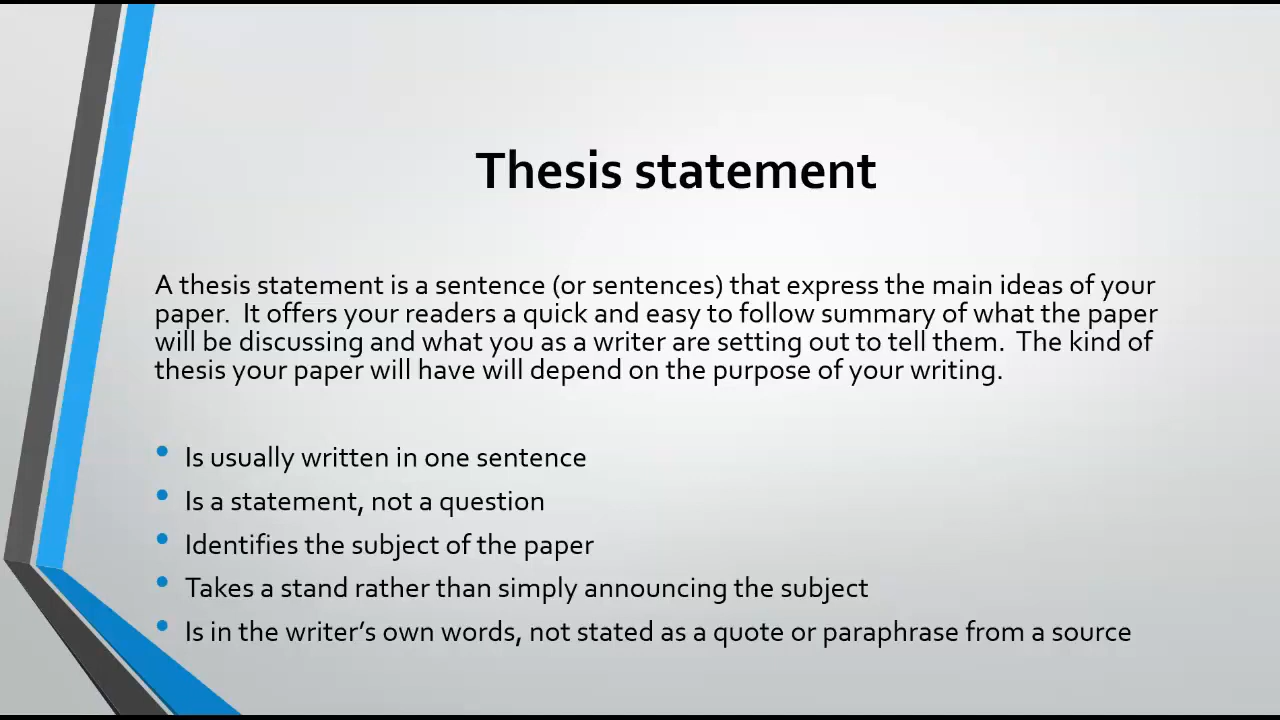 Thesis statement
A thesis statement is a sentence (or sentences) that express the main ideas of your
paper.  It offers your readers a quick and easy to follow summary of what the paper
will be discussing and what you as a writer are setting out to tell them.  The kind of
thesis your paper will have will depend on the purpose of your writing.
• Is usually written in one sentence
• Is a statement, not a question
• Identifies the subject of the paper
• Takes a stand rather than simply announcing the subject
• Is in the writer’s own words, not stated as a quote or paraphrase from a source